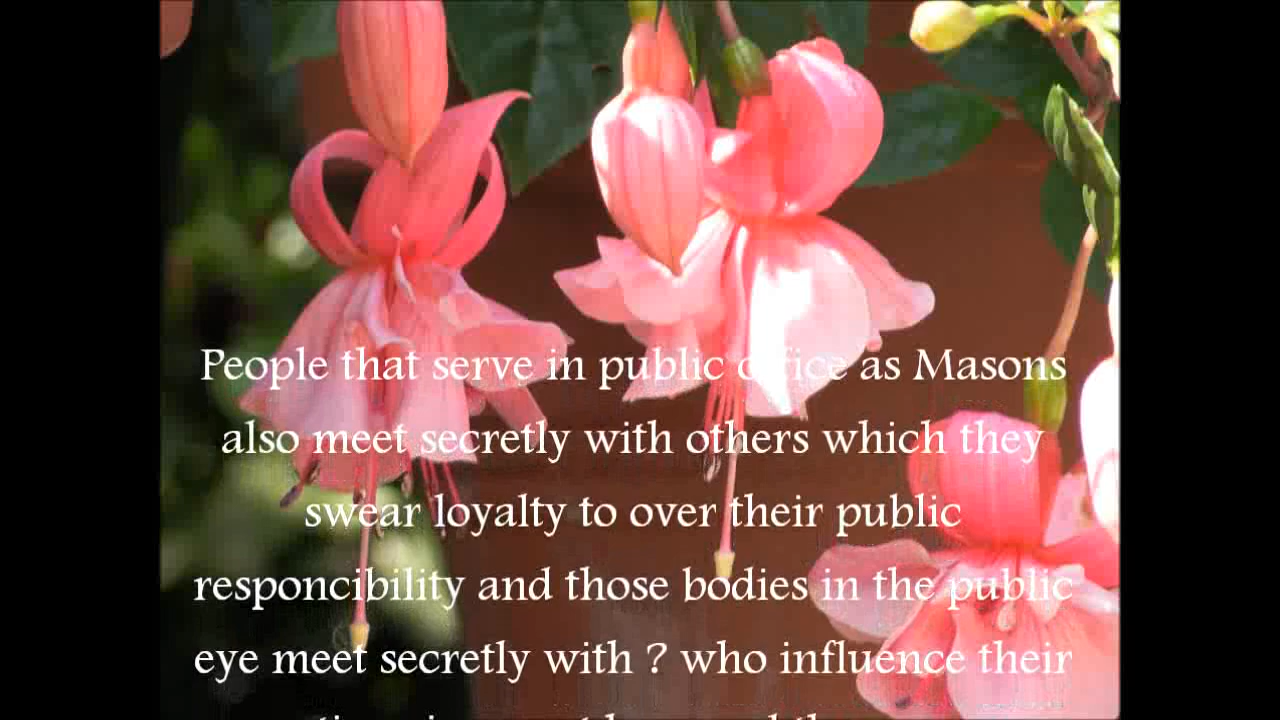 People that serve in public office as Masons
also meet secretly with others which they
swear loyalty to over their public
responcibility and those bodies in the public
eye meet secretly with ? who influence their